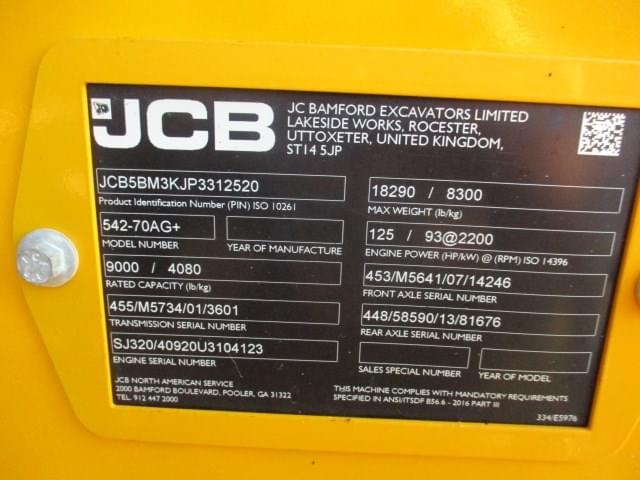 JCB
JC BAMFORD EXCAVATORS LIMITED
LAKESIDE WORKS, ROCESTER,
UTTOXETER, UNITED KINGDOM,
ST14 5JP
JCB5BM3KJP3312520
Product Identification Number (PIN) ISO 10261
542-70AG+
MODEL NUMBER
YEAR OF MANUFACTURE
9000 / 4080
RATED CAPACITY (lb/kg)
455/M5734/01/3601
TRANSMISSION SERIAL NUMBER
SJ320/40920U3104123
ENGINE SERIAL NUMBER
JCB NORTH AMERICAN SERVICE
2000 BAMFORD BOULEVARD, POOLER, GA 31322
TEL 912 447 2000
18290 / 8300
MAX WEIGHT (lb/kg)
125 / 93@2200
ENGINE POWER (HP/kW) @ (RPM) ISO 14396
453/M5641/07/14246
FRONT AXLE SERIAL NUMBER
448/58590/13/81676
REAR AXLE SERIAL NUMBER
SALES SPECIAL NUMBER
YEAR OF MODEL
THIS MACHINE COMPLIES WITH MANDATORY REQUIREMENTS
SPECIFIED IN ANSI/ITSDF B56.6 - 2016 PART III
334/E5976